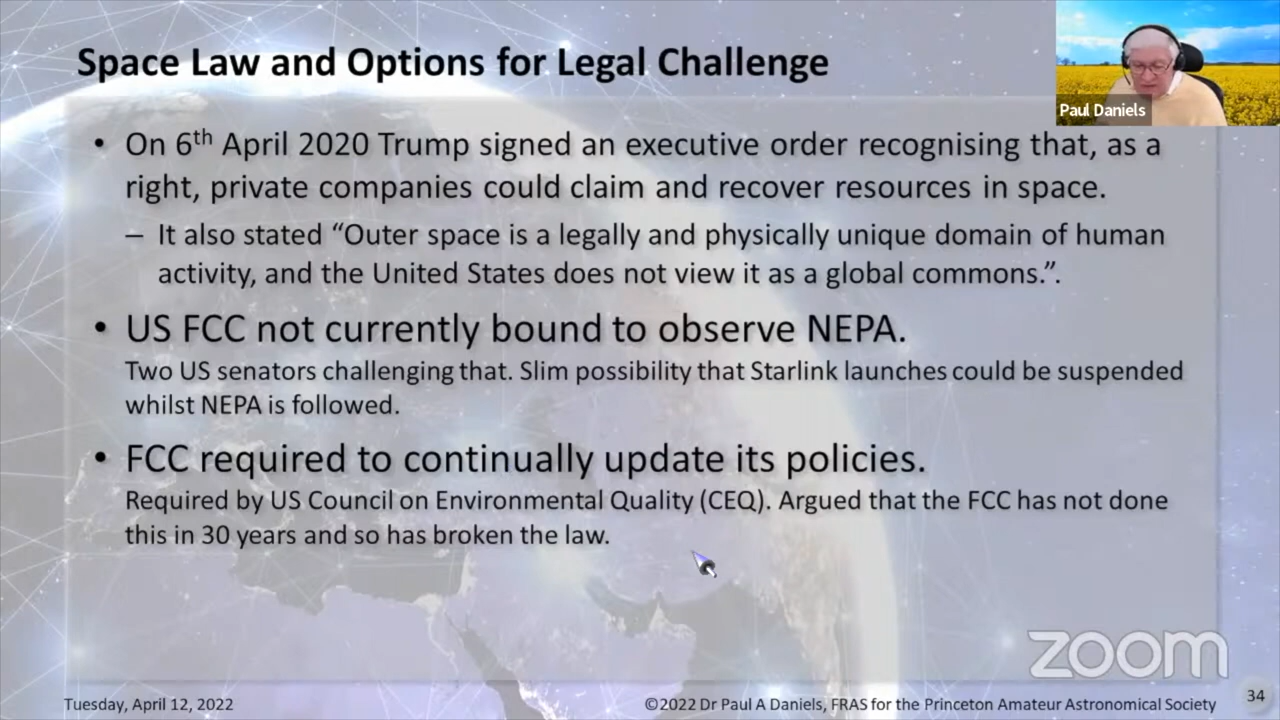 Space Law and Options for Legal Challenge
Paul Daniels
• On 6th April 2020 Trump signed an executive order recognising that, as a
right, private companies could claim and recover resources in space.
– It also stated “Outer space is a legally and physically unique domain of human
activity, and the United States does not view it as a global commons.”.
• US FCC not currently bound to observe NEPA.
Two US senators challenging that. Slim possibility that Starlink launches could be suspended
whilst NEPA is followed.
• FCC required to continually update its policies.
Required by US Council on Environmental Quality (CEQ). Argued that the FCC has not done
this in 30 years and so has broken the law.
zoom
Tuesday, April 12, 2022
©2022 Dr Paul A Daniels, FRAS for the Princeton Amateur Astronomical Society
34